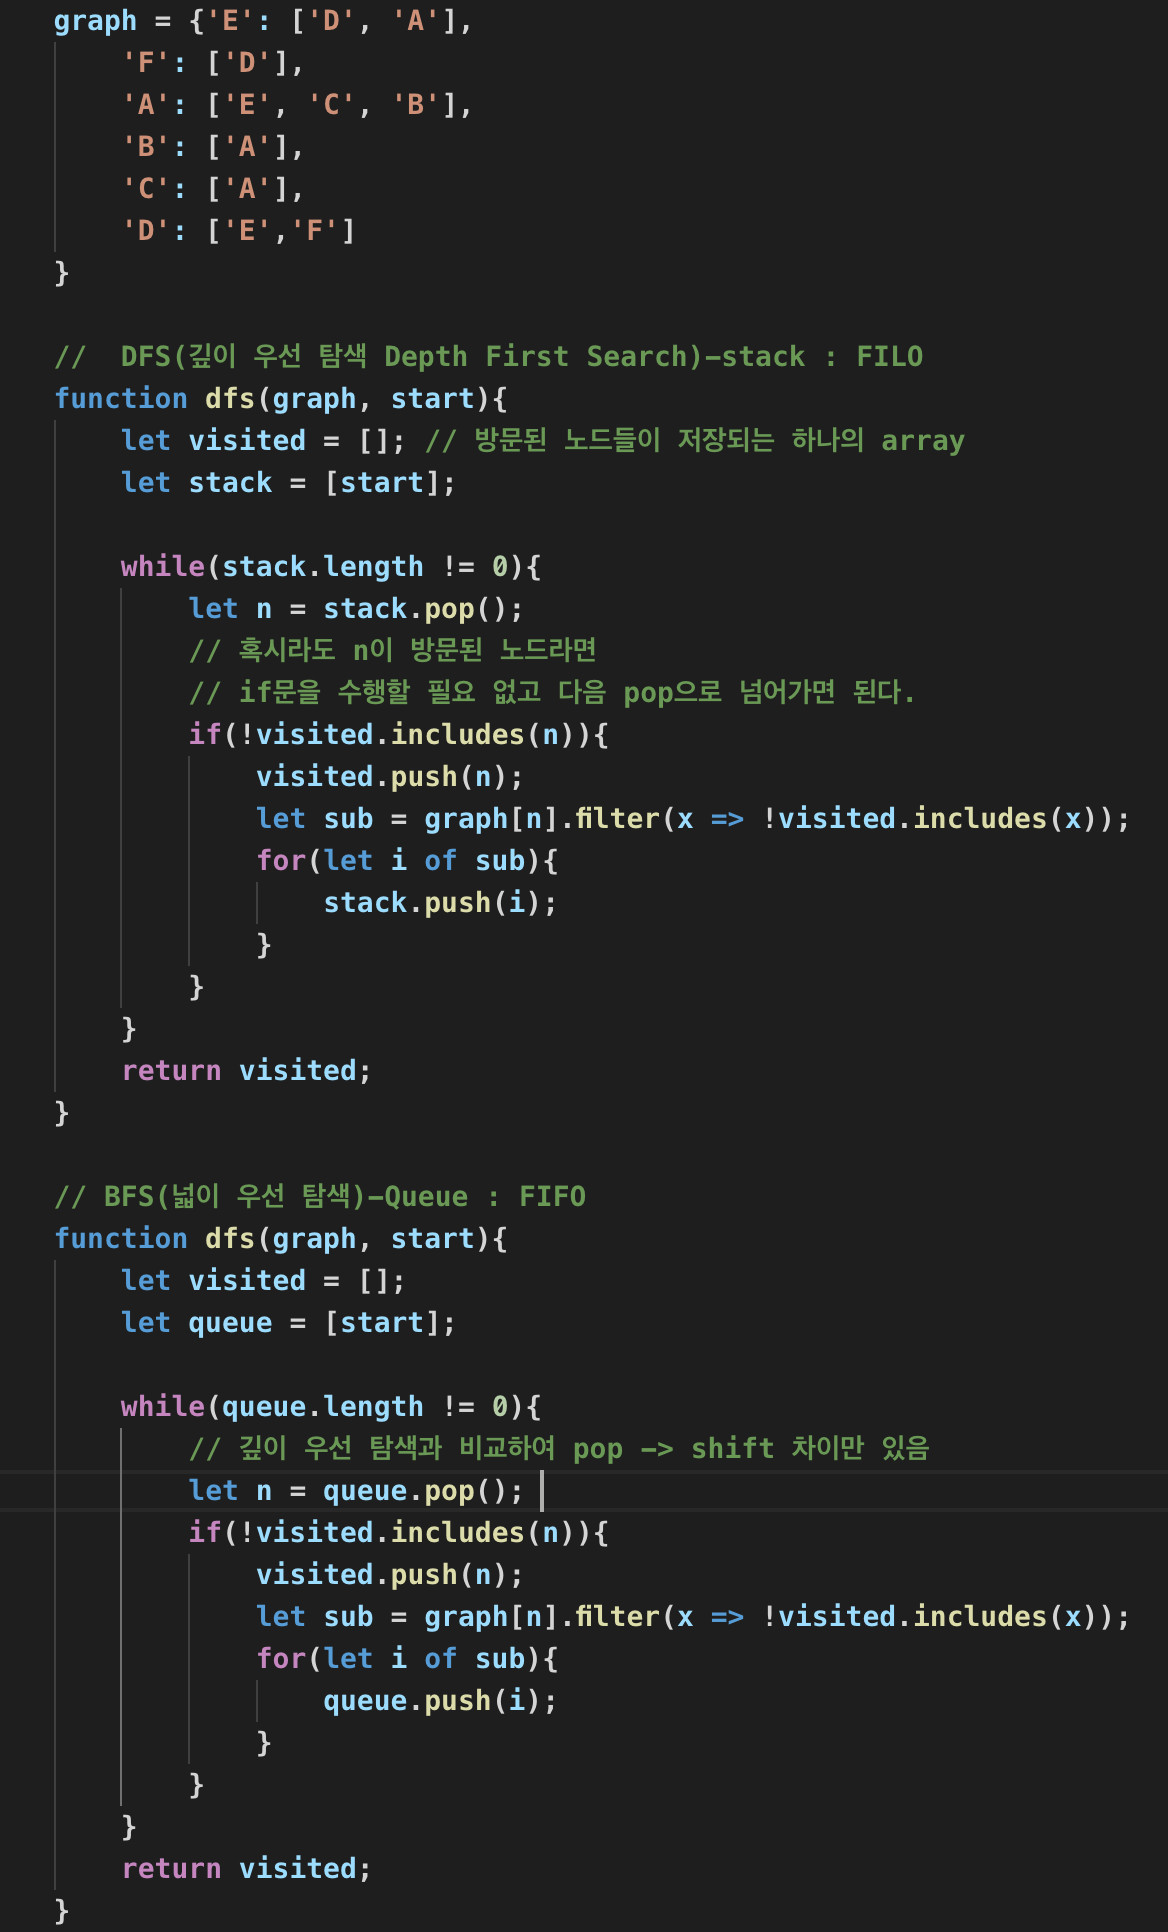 graph = {'E': ['D', 'A'],
    'F': ['D'],
    'A': ['E', 'C', 'B'],
    'B': ['A'],
    'C': ['A'],
    'D': ['E','F']
}
//  DFS(깊이 우선 탐색 Depth First Search)-stack : FILO
function dfs(graph, start){
    let visited = []; // 방문된 노드들이 저장되는 하나의 array
    let stack = [start];
    while(stack.length != 0){
        let n = stack.pop();
        // 혹시라도 n이 방문된 노드라면
        // if문을 수행할 필요 없고 다음 pop으로 넘어가면 된다.
        if(!visited.includes(n)){
            visited.push(n);
            let sub = graph[n].filter(x => !visited.includes(x));
            for(let i of sub){
                stack.push(i);
            }
        }
    }
    return visited;
}
// BFS(넓이 우선 탐색)-Queue : FIFO
function dfs(graph, start){
    let visited = [];
    let queue = [start];
    while(queue.length != 0){
        // 깊이 우선 탐색과 비교하여 pop -> shift 차이만 있음
        let n = queue.pop();
        if(!visited.includes(n)){
            visited.push(n);
            let sub = graph[n].filter(x => !visited.includes(x));
            for(let i of sub){
                queue.push(i);
            }
        }
    }
    return visited;
}